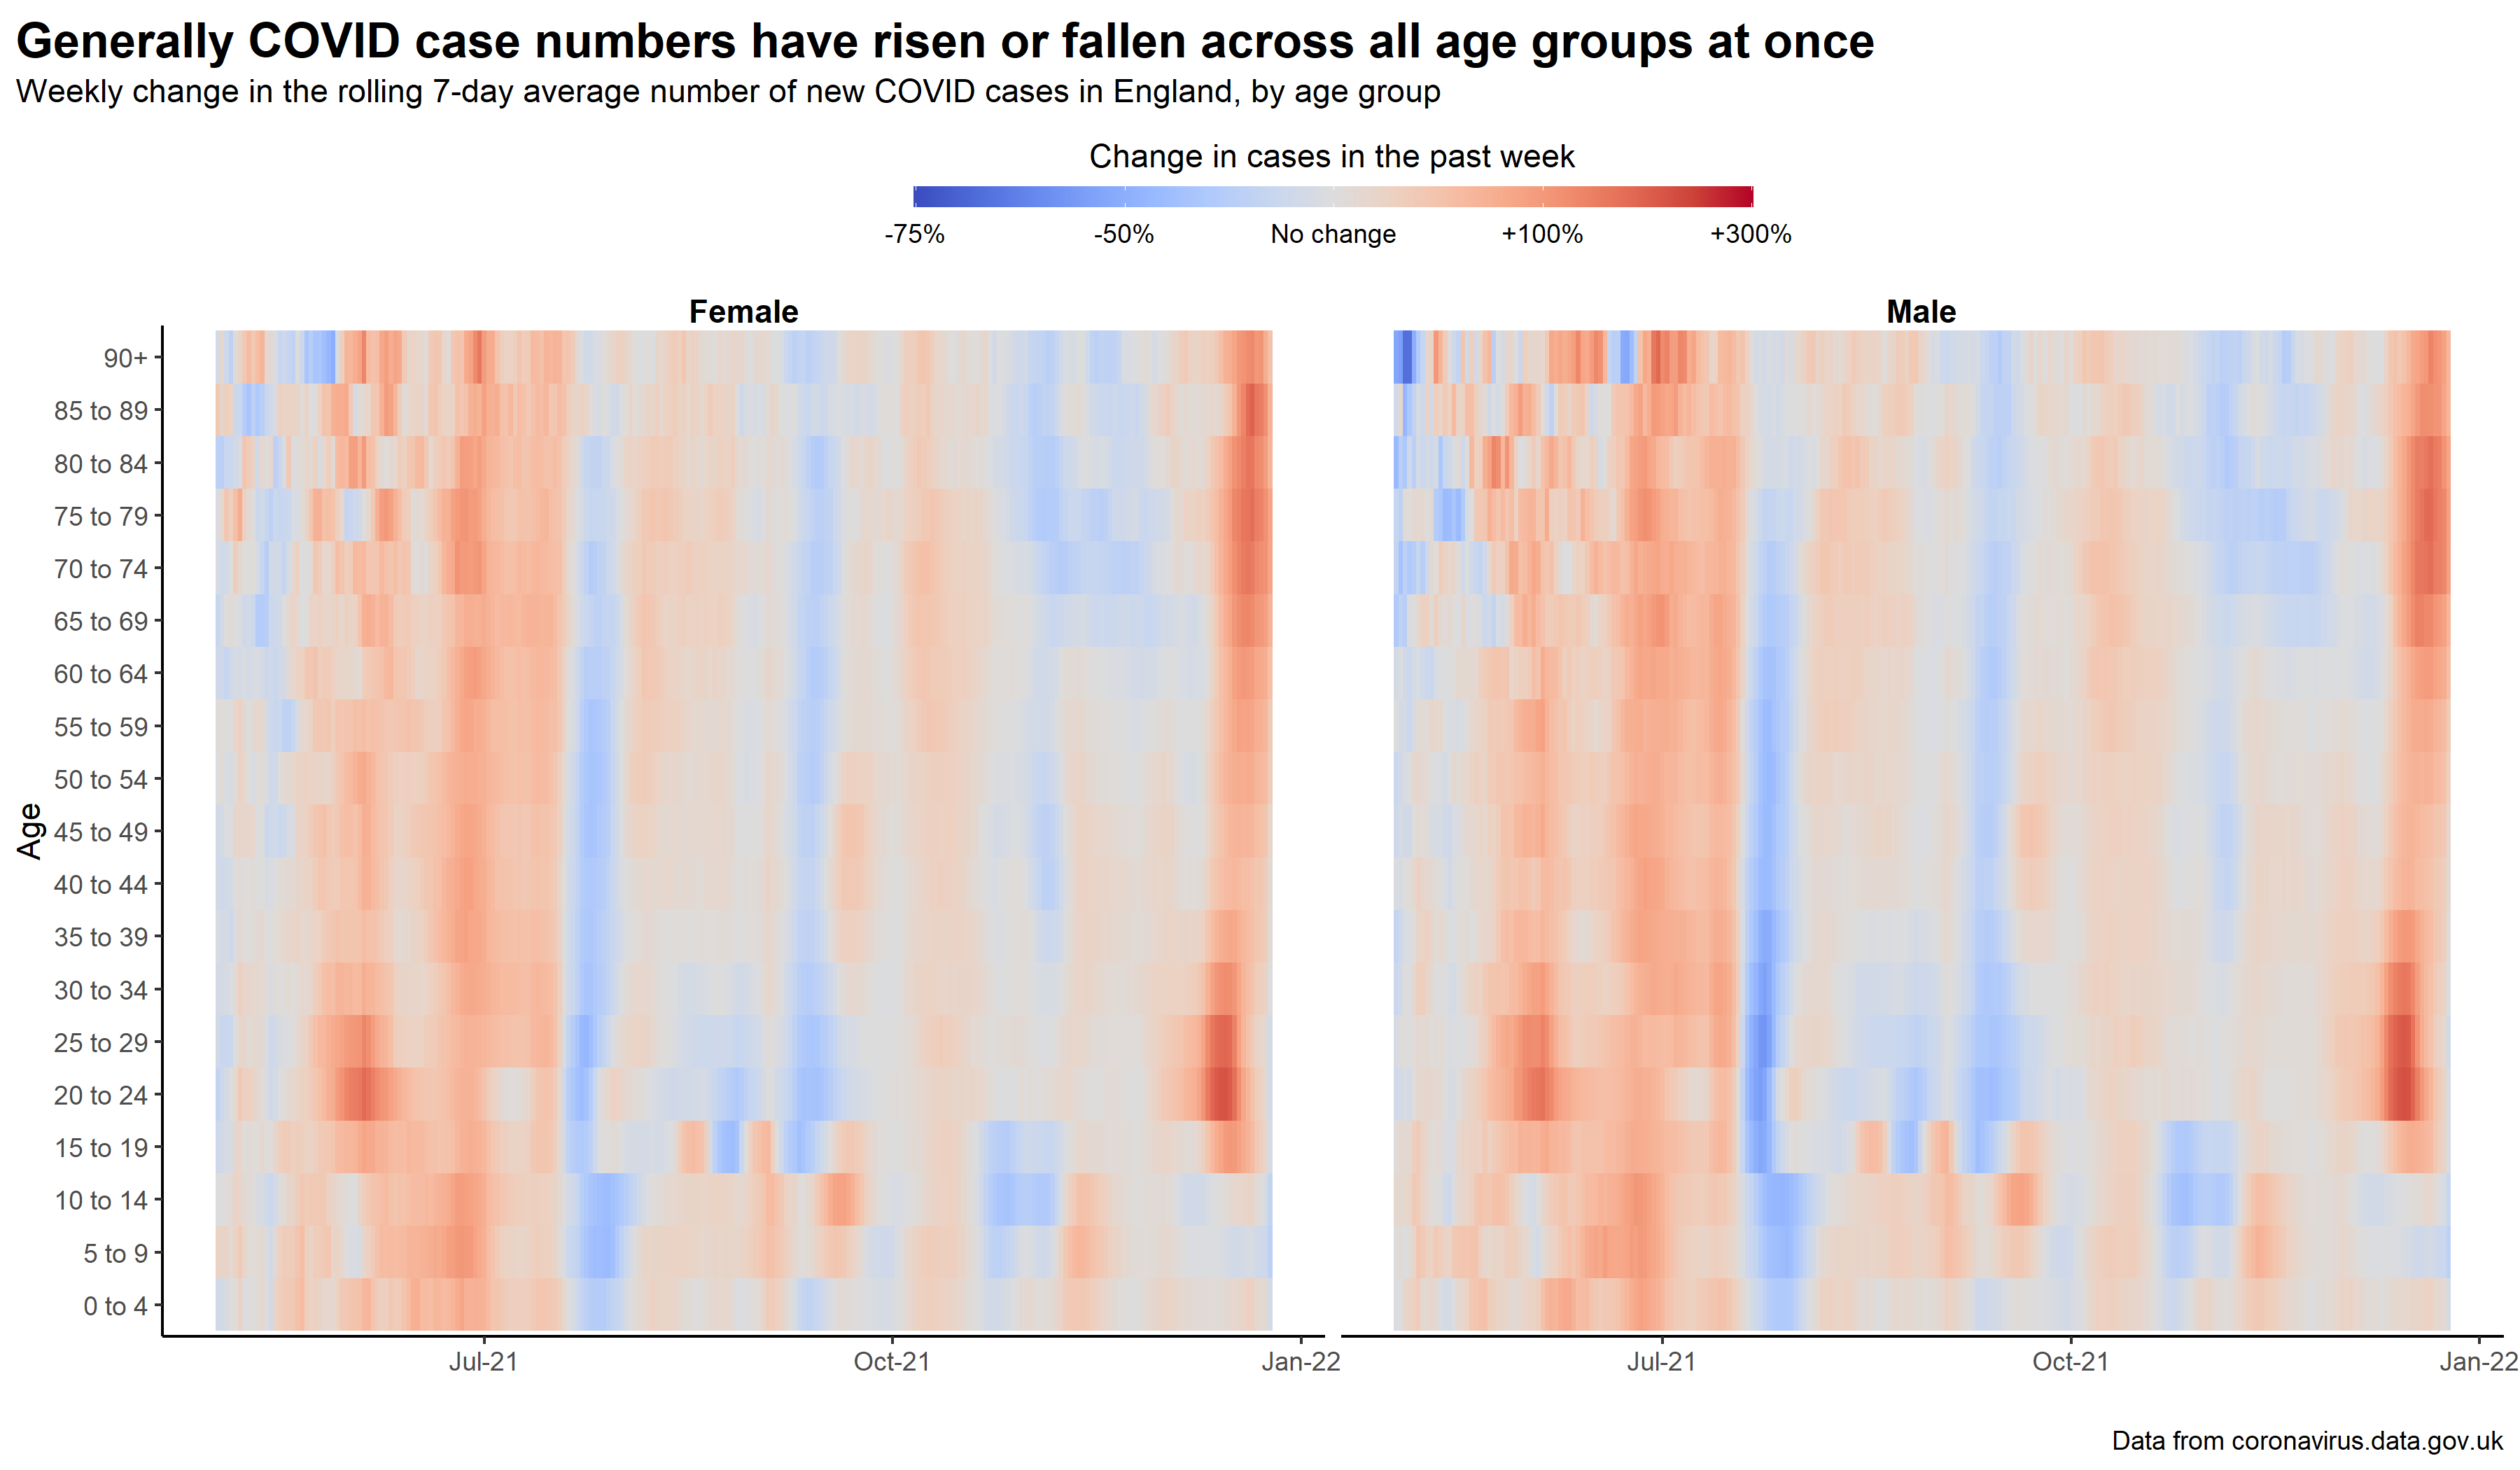 Generally COVID case numbers have risen or fallen across all age groups at once
Weekly change in the rolling 7-day average number of new COVID cases in England, by age group
Change in cases in the past week
-75% -50% No change +100% +300%
Female Male
Age
90+
85 to 89
80 to 84
75 to 79
70 to 74
65 to 69
60 to 64
55 to 59
50 to 54
45 to 49
40 to 44
35 to 39
30 to 34
25 to 29
20 to 24
15 to 19
10 to 14
5 to 9
0 to 4
Jul-21 Oct-21 Jan-22 Jul-21 Oct-21 Jan-22
Data from coronavirus.data.gov.uk